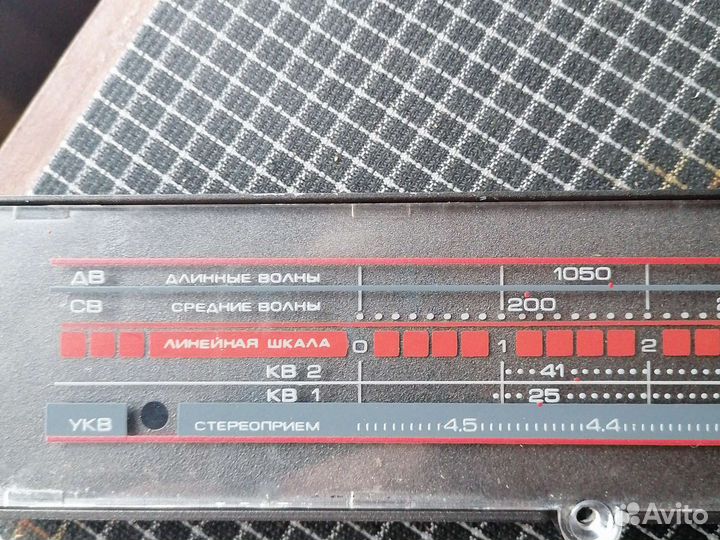 ДВ ДЛИННЫЕ ВОЛНЫ 1050
СВ СРЕДНИЕ ВОЛНЫ 200
ЛИНЕЙНАЯ ШКАЛА 0 1 2
КВ 2 41
КВ 1 25
УКВ СТЕРЕОПРИЕМ 4.5 4.4
Avito